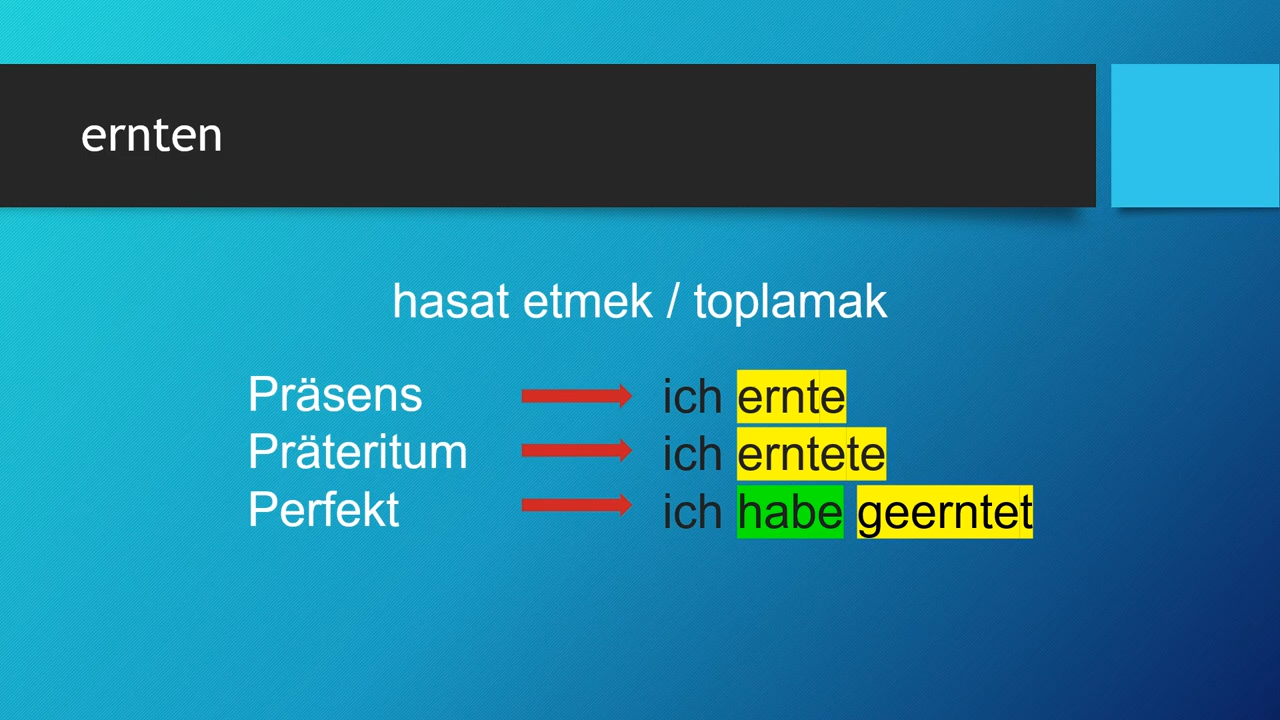 ernten
hasat etmek / toplamak
Präsens ich ernte
Präteritum ich erntete
Perfekt ich habe geerntet